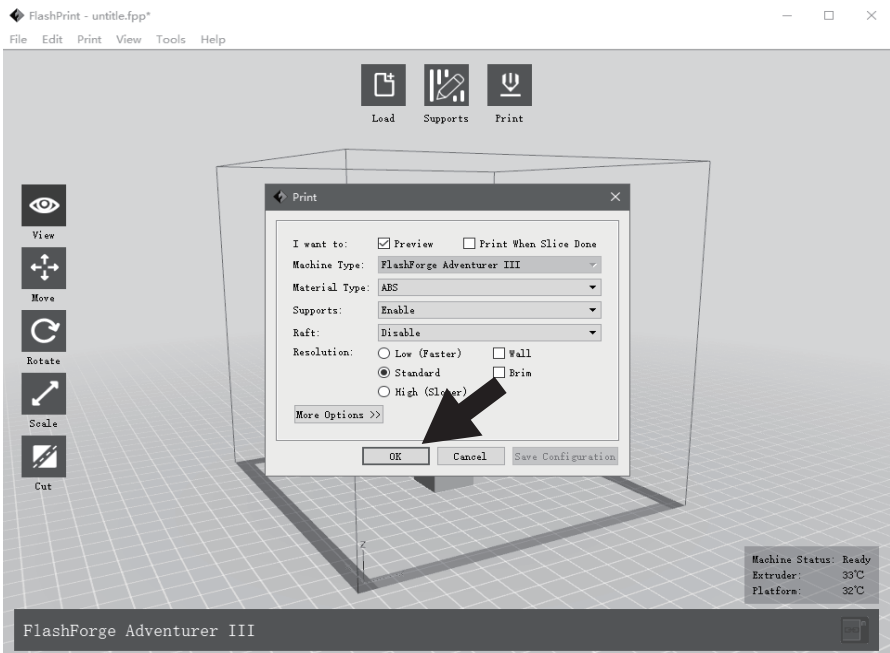 FlashPrint - untitle.fpp*
File Edit Print View Tools Help
Load Supports Print
View
Move
Rotate
Scale
Cut
Print
I want to: Preview Print When Slice Done
Machine Type: FlashForge Adventurer III
Material Type: ABS
Supports: Enable
Raft: Disable
Resolution: Low (Faster) Wall
Standard Brim
High (Slower)
More Options >>
OK Cancel Save Configuration
Z
Machine Status: Ready
Extruder: 33℃
Platform: 32℃
FlashForge Adventurer III